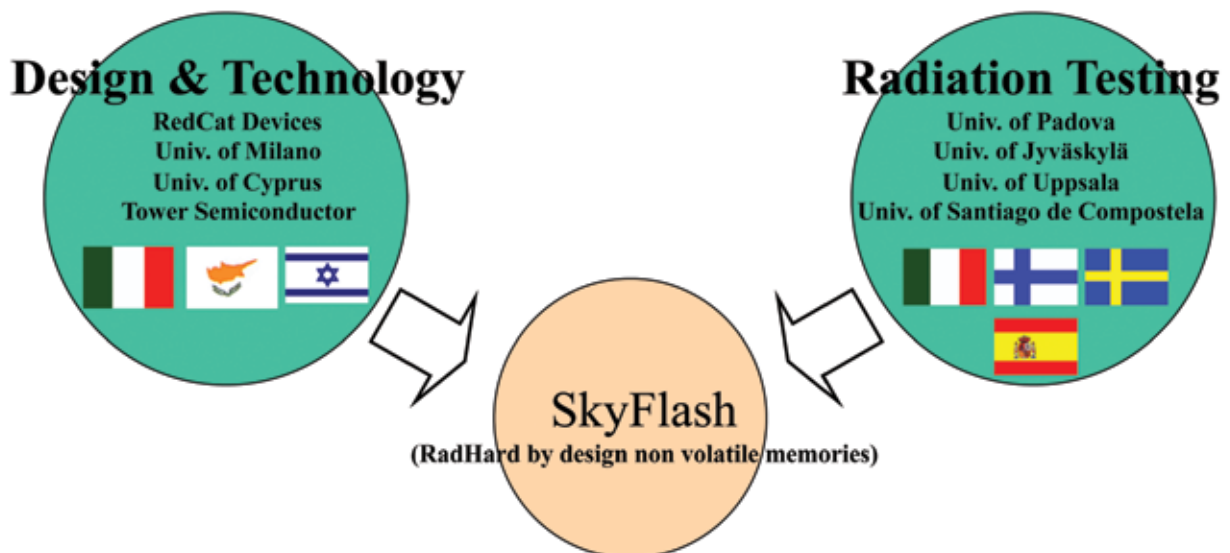 Design & Technology
RedCat Devices
Univ. of Milano
Univ. of Cyprus
Tower Semiconductor
Radiation Testing
Univ. of Padova
Univ. of Jyväskylä
Univ. of Uppsala
Univ. of Santiago de Compostela
SkyFlash
(RadHard by design non volatile memories)